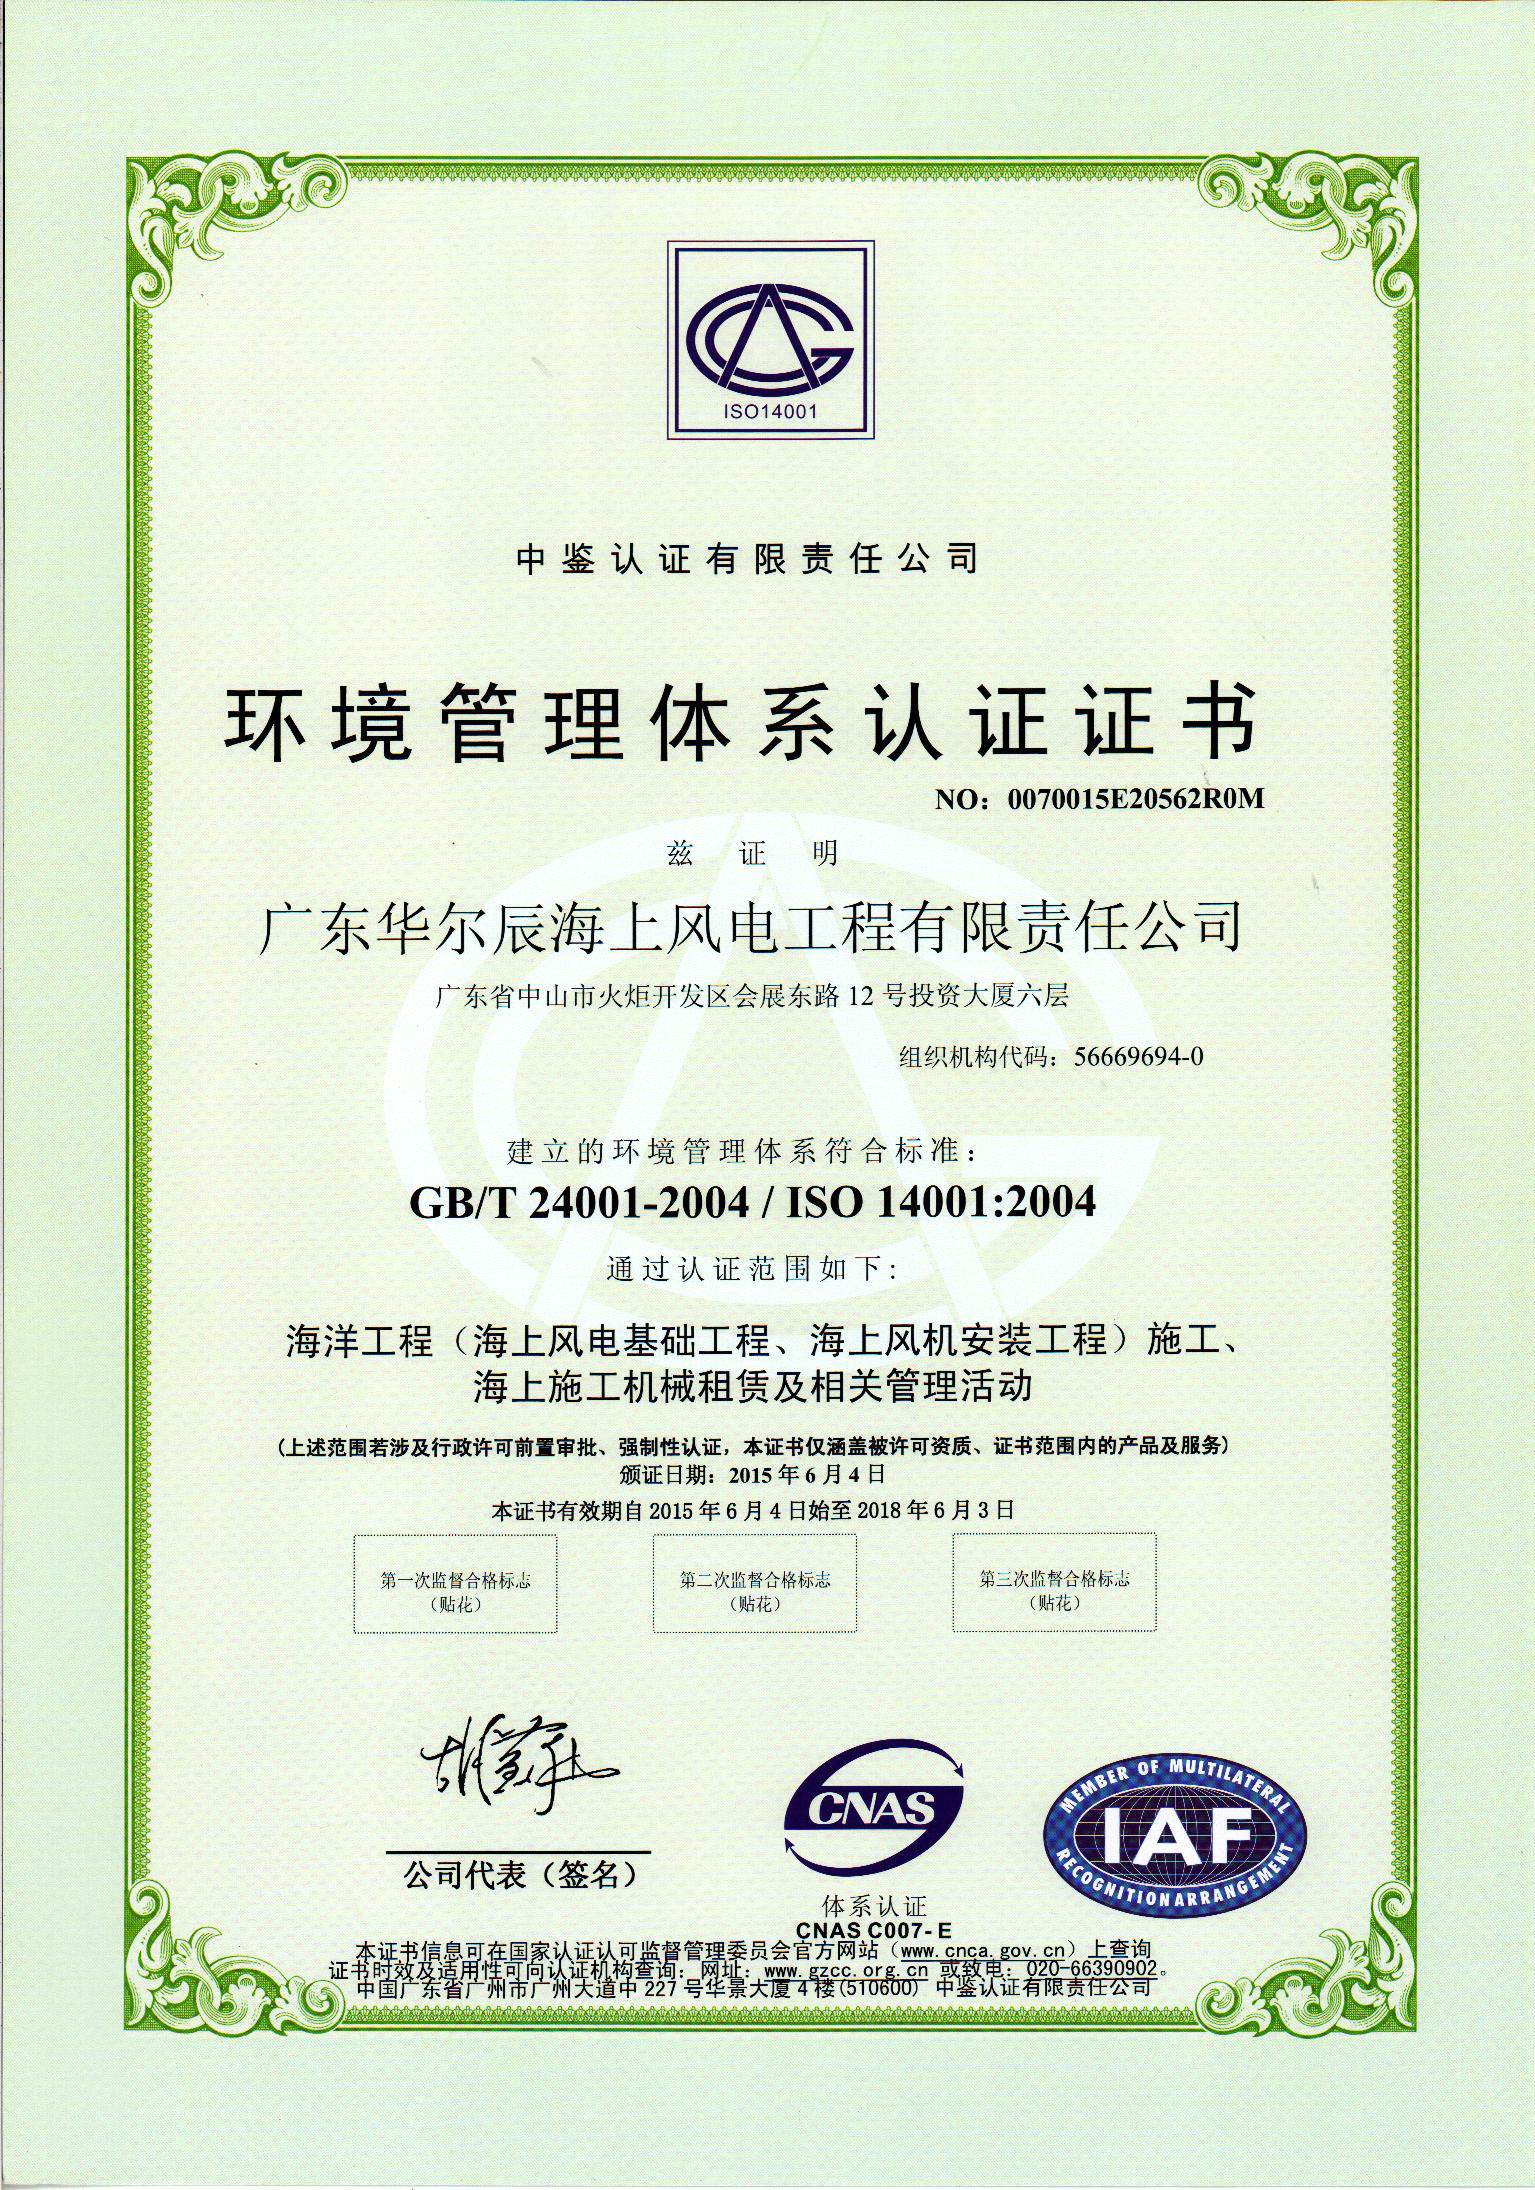 ISO14001
中鉴认证有限责任公司
环境管理体系认证证书
NO：0070015E20562R0M
兹 证 明
广东华尔辰海上风电工程有限责任公司
广东省中山市火炬开发区会展东路 12 号投资大厦六层
组织机构代码：56669694-0
建立的环境管理体系符合标准：
GB/T 24001-2004 / ISO 14001:2004
通过认证范围如下：
海洋工程（海上风电基础工程、海上风机安装工程）施工、
海上施工机械租赁及相关管理活动
(上述范围若涉及行政许可前置审批、强制性认证，本证书仅涵盖被许可资质、证书范围内的产品及服务)
颁证日期：2015 年 6 月 4 日
本证书有效期自 2015 年 6 月 4 日始至 2018 年 6 月 3 日
第一次监督合格标志
（贴花）
第二次监督合格标志
（贴花）
第三次监督合格标志
（贴花）
公司代表（签名）
CNAS
体系认证
CNAS C007-E
MEMBER OF MULTILATERAL
IAF
RECOGNITION ARRANGEMENT
本证书信息可在国家认证认可监督管理委员会官方网站（www.cnca.gov.cn）上查询
证书时效及适用性可向认证机构查询：网址：www.gzcc.org.cn 或致电：020-66390902。
中国广东省广州市广州大道中 227 号华景大厦 4 楼(510600) 中鉴认证有限责任公司